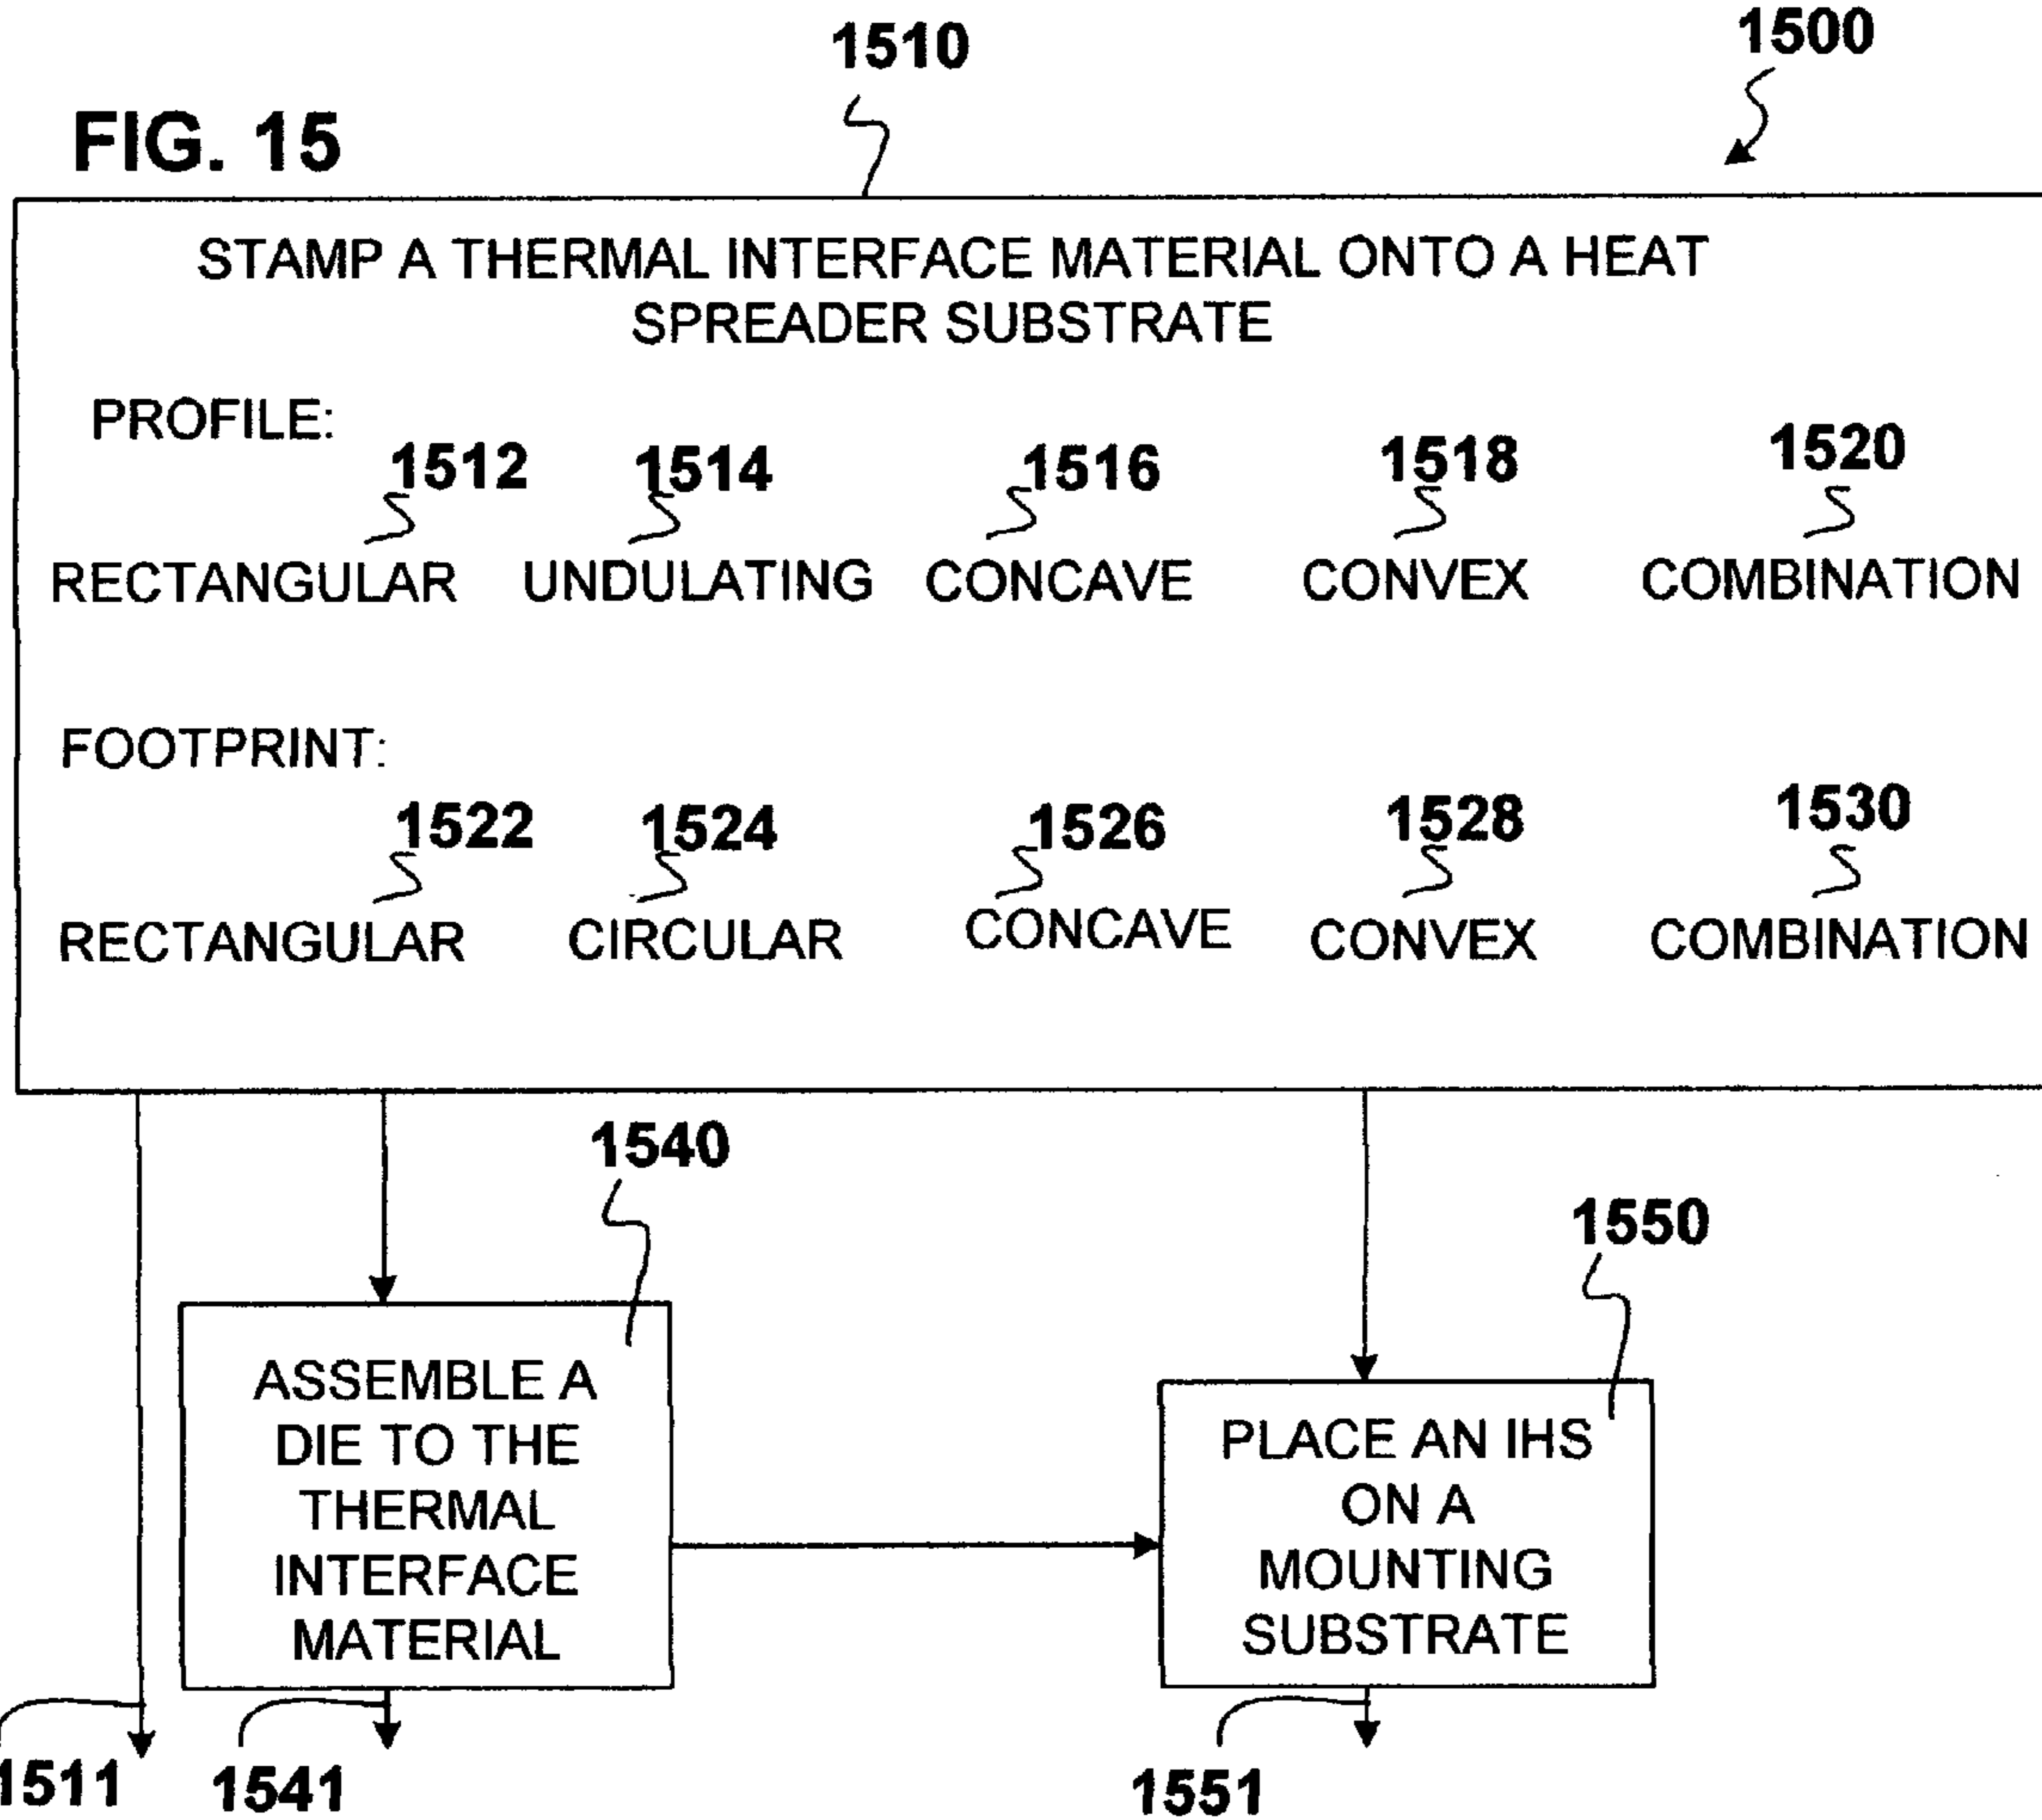 1510
1500
FIG. 15
STAMP A THERMAL INTERFACE MATERIAL ONTO A HEAT
SPREADER SUBSTRATE
PROFILE:
1512 1514 1516 1518 1520
RECTANGULAR UNDULATING CONCAVE CONVEX COMBINATION
FOOTPRINT:
1522 1524 1526 1528 1530
RECTANGULAR CIRCULAR CONCAVE CONVEX COMBINATION
1540
ASSEMBLE A
DIE TO THE
THERMAL
INTERFACE
MATERIAL
1550
PLACE AN IHS
ON A
MOUNTING
SUBSTRATE
1511 1541 1551